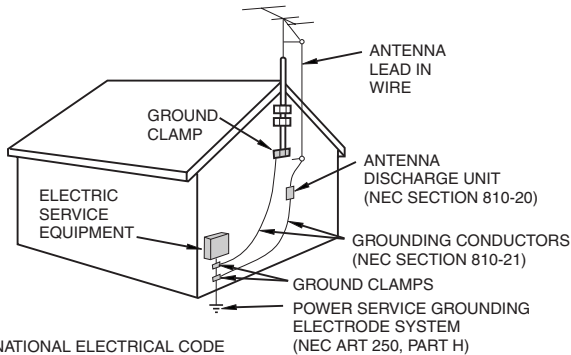 ANTENNA
LEAD IN
WIRE
GROUND
CLAMP
ANTENNA
DISCHARGE UNIT
(NEC SECTION 810-20)
ELECTRIC
SERVICE
EQUIPMENT
GROUNDING CONDUCTORS
(NEC SECTION 810-21)
GROUND CLAMPS
POWER SERVICE GROUNDING
ELECTRODE SYSTEM
(NEC ART 250, PART H)
NATIONAL ELECTRICAL CODE